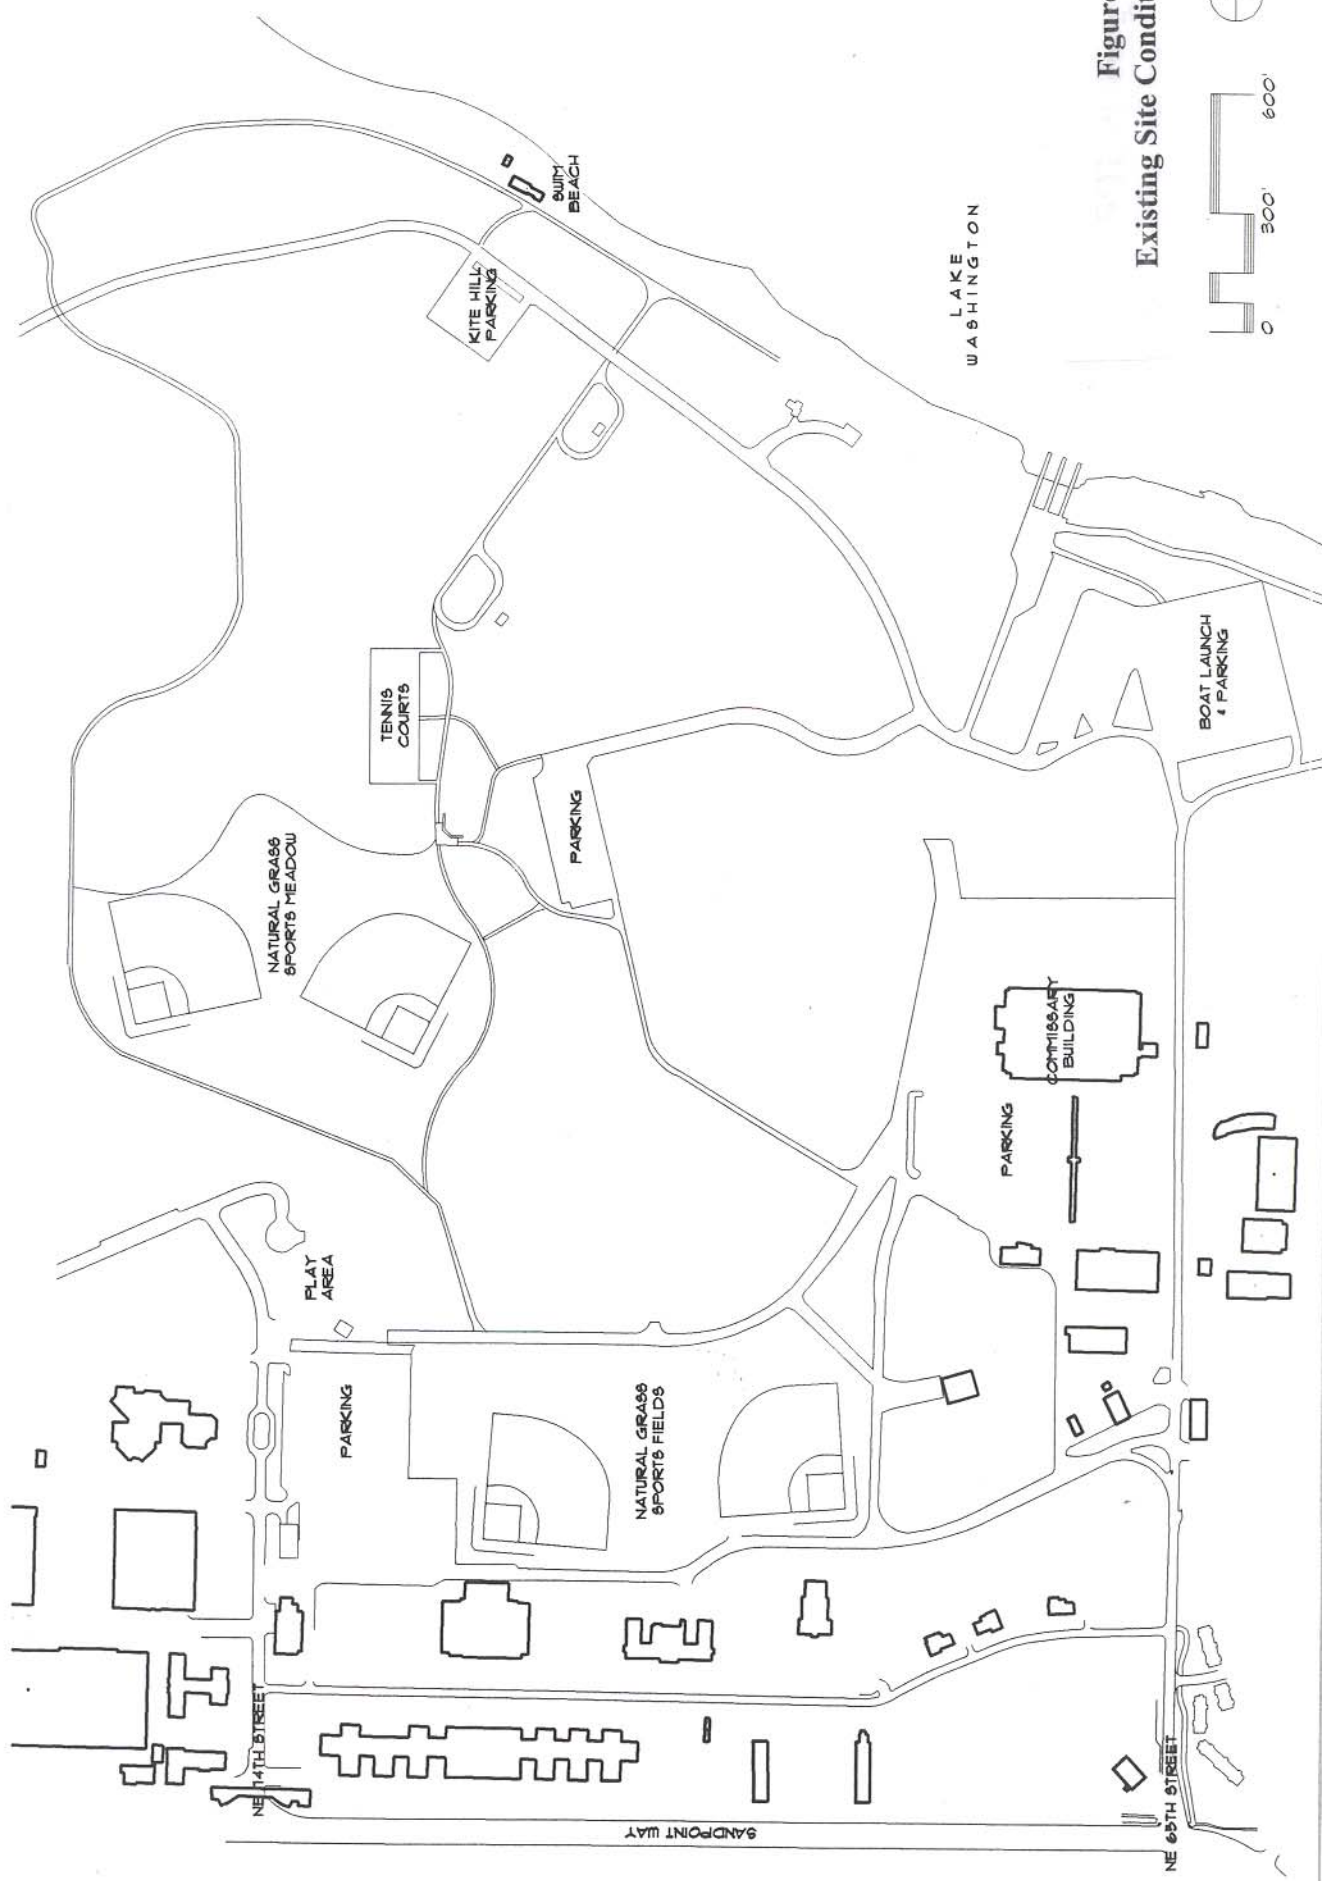 SWIM
BEACH
KITE HILL
PARKING
LAKE
WASHINGTON
Figure
Existing Site Condit
0
300'
600'
TENNIS
COURTS
BOAT LAUNCH
& PARKING
PARKING
NATURAL GRASS
SPORTS MEADOW
COMMISSARY
BUILDING
PARKING
PLAY
AREA
PARKING
NATURAL GRASS
SPORTS FIELDS
NE 74TH STREET
SANDPOINT WAY
NE 65TH STREET